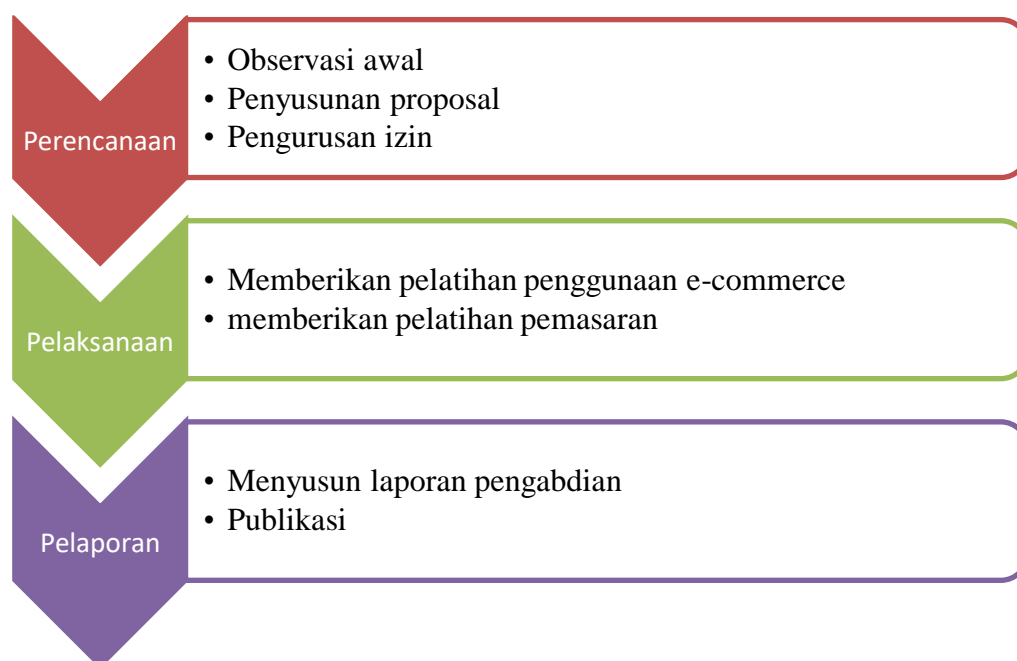 Perencanaan
• Observasi awal
• Penyusunan proposal
• Pengurusan izin
Pelaksanaan
• Memberikan pelatihan penggunaan e-commerce
• memberikan pelatihan pemasaran
Pelaporan
• Menyusun laporan pengabdian
• Publikasi